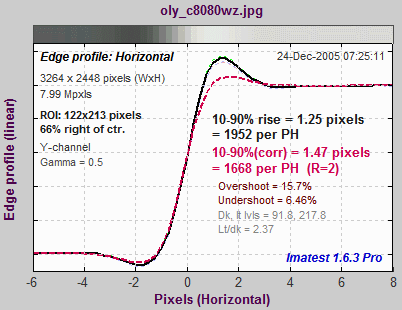 oly_c8080wz.jpg
Edge profile: Horizontal
24-Dec-2005 07:25:11
3264 x 2448 pixels (WxH)
7.99 Mpxls
ROI: 122x213 pixels
66% right of ctr.
Y-channel
Gamma = 0.5
10-90% rise = 1.25 pixels
= 1952 per PH
10-90%(corr) = 1.47 pixels
= 1668 per PH (R=2)
Overshoot = 15.7%
Undershoot = 6.46%
Dk, lt lvls = 91.8, 217.8
Lt/dk = 2.37
Imatest 1.6.3 Pro
Edge profile (linear)
-6 -4 -2 0 2 4 6 8
Pixels (Horizontal)